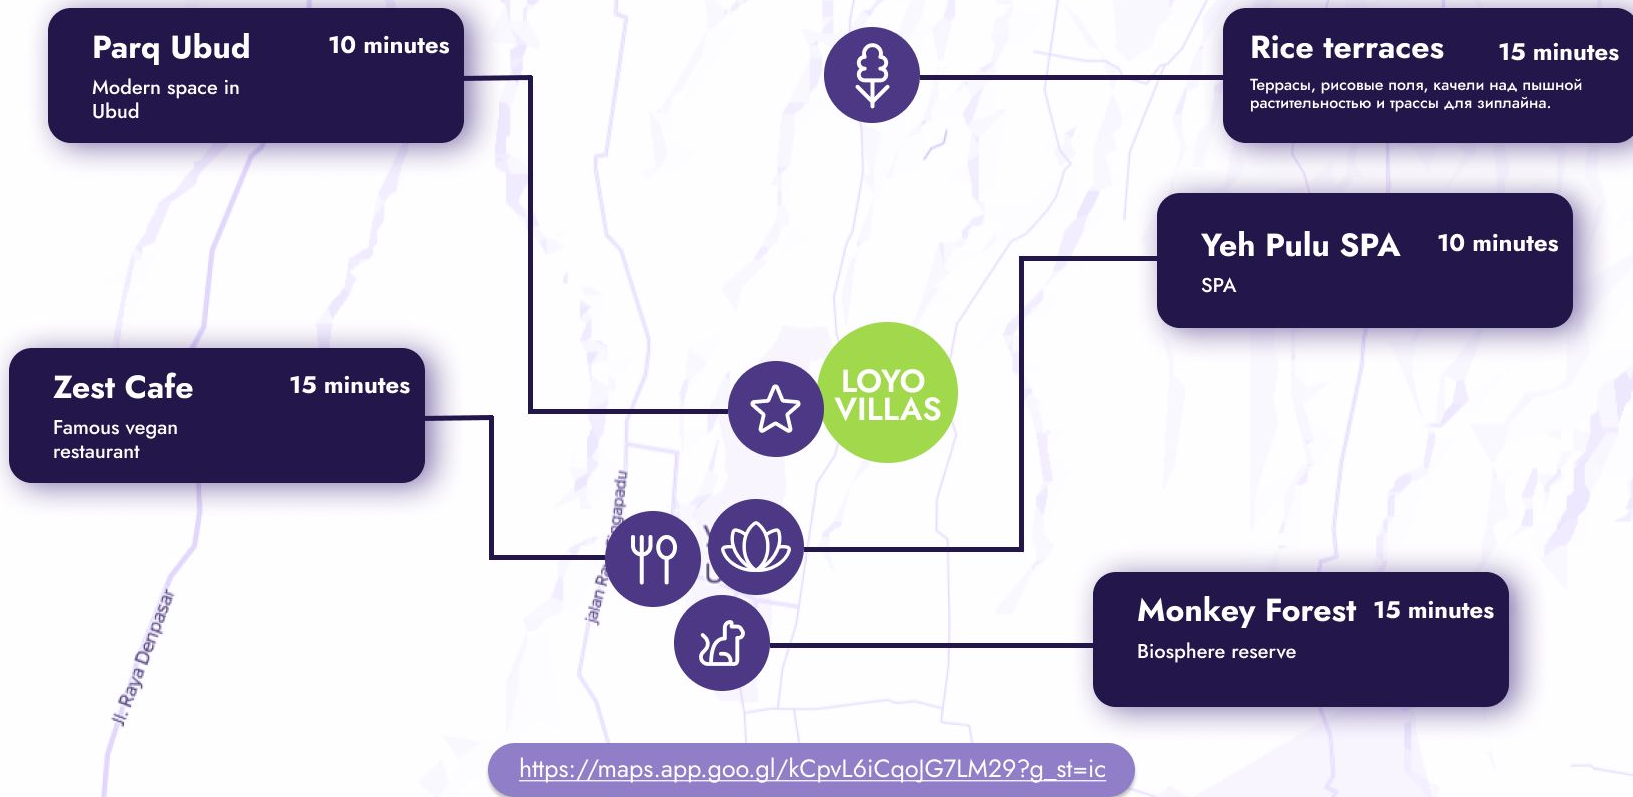 Parq Ubud
10 minutes
Modern space in
Ubud
Rice terraces
15 minutes
Террасы, рисовые поля, качели над пышной
растительностью и трассы для зиплайна.
Yeh Pulu SPA
10 minutes
SPA
LOYO
VILLAS
Zest Cafe
15 minutes
Famous vegan
restaurant
Monkey Forest
15 minutes
Biosphere reserve
Jl. Raya Denpasar
jalan
https://maps.app.goo.gl/kCpvL6iCqoJG7LM29?g_st=ic